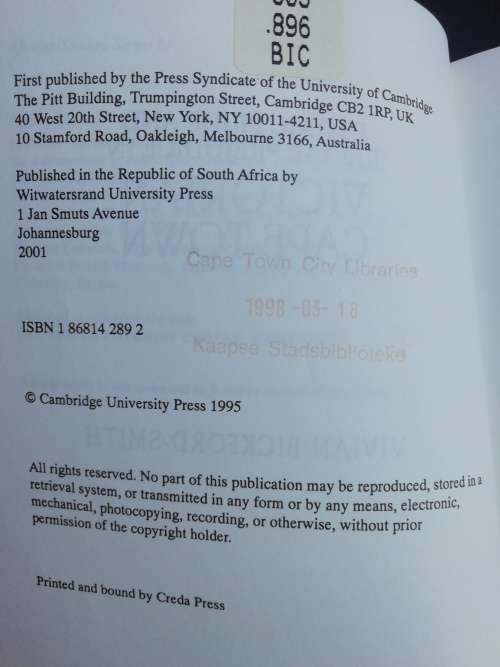 .896
BIC
First published by the Press Syndicate of the University of Cambridge
The Pitt Building, Trumpington Street, Cambridge CB2 1RP, UK
40 West 20th Street, New York, NY 10011-4211, USA
10 Stamford Road, Oakleigh, Melbourne 3166, Australia
Published in the Republic of South Africa by
Witwatersrand University Press
1 Jan Smuts Avenue
Johannesburg
2001
Cape Town City Libraries
1998 -03- 18
ISBN 1 86814 289 2
Kaapse Stadsbiblioteke
© Cambridge University Press 1995
VIVIAN BICKFORD-SMITH
All rights reserved. No part of this publication may be reproduced, stored in a
retrieval system, or transmitted in any form or by any means, electronic,
mechanical, photocopying, recording, or otherwise, without prior
permission of the copyright holder.
Printed and bound by Creda Press